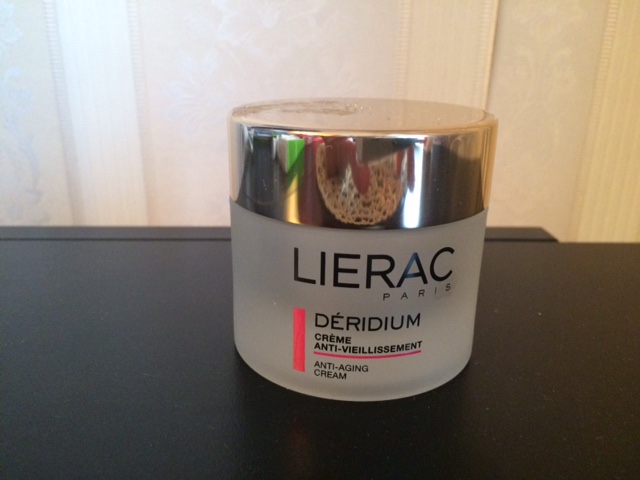 LIERAC
PARIS
DÉRIDIUM
CRÈME
ANTI-VIEILLISSEMENT
ANTI-AGING
CREAM